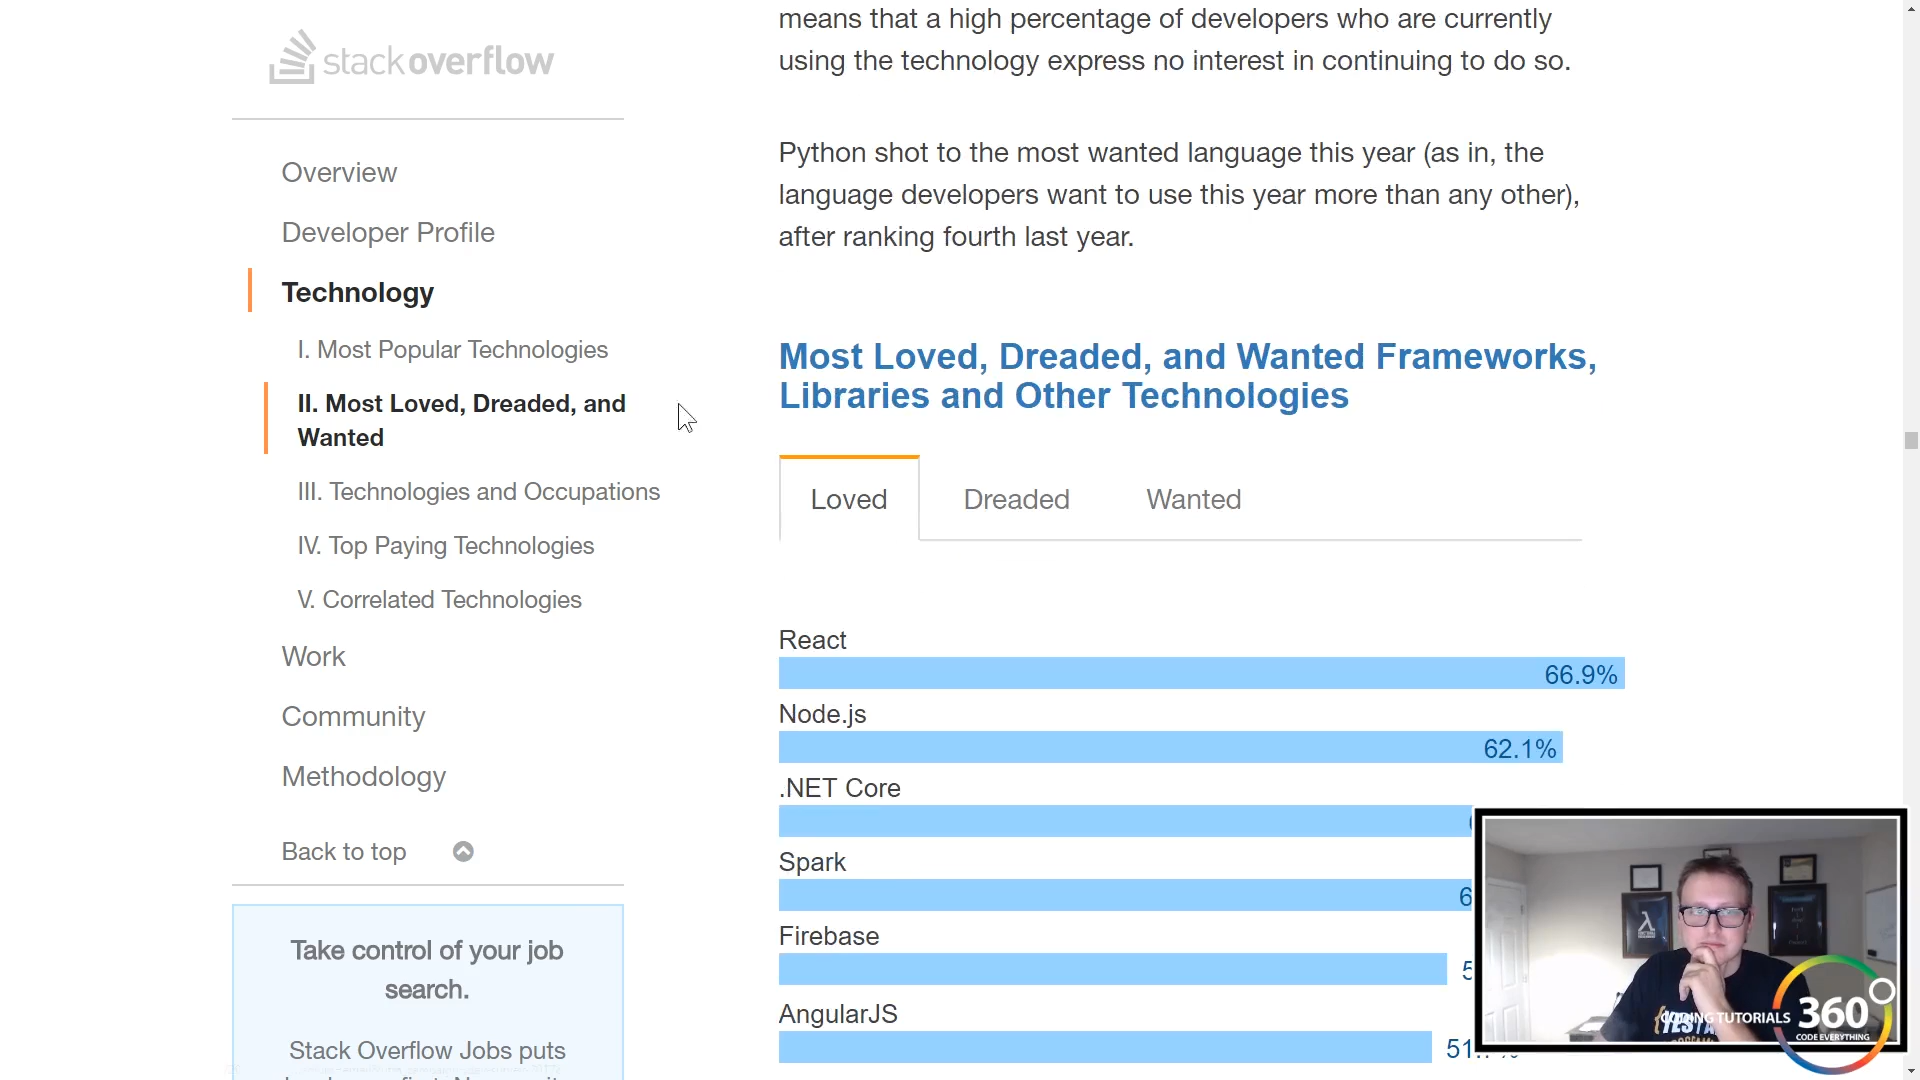 stackoverflow
Overview
Developer Profile
Technology
I. Most Popular Technologies
II. Most Loved, Dreaded, and
Wanted
III. Technologies and Occupations
IV. Top Paying Technologies
V. Correlated Technologies
Work
Community
Methodology
Back to top
Take control of your job
search.
Stack Overflow Jobs puts
means that a high percentage of developers who are currently
using the technology express no interest in continuing to do so.
Python shot to the most wanted language this year (as in, the
language developers want to use this year more than any other),
after ranking fourth last year.
Most Loved, Dreaded, and Wanted Frameworks,
Libraries and Other Technologies
Loved Dreaded Wanted
React
66.9%
Node.js
62.1%
.NET Core
Spark
Firebase
AngularJS
CODING TUTORIALS 360
CODE EVERYTHING